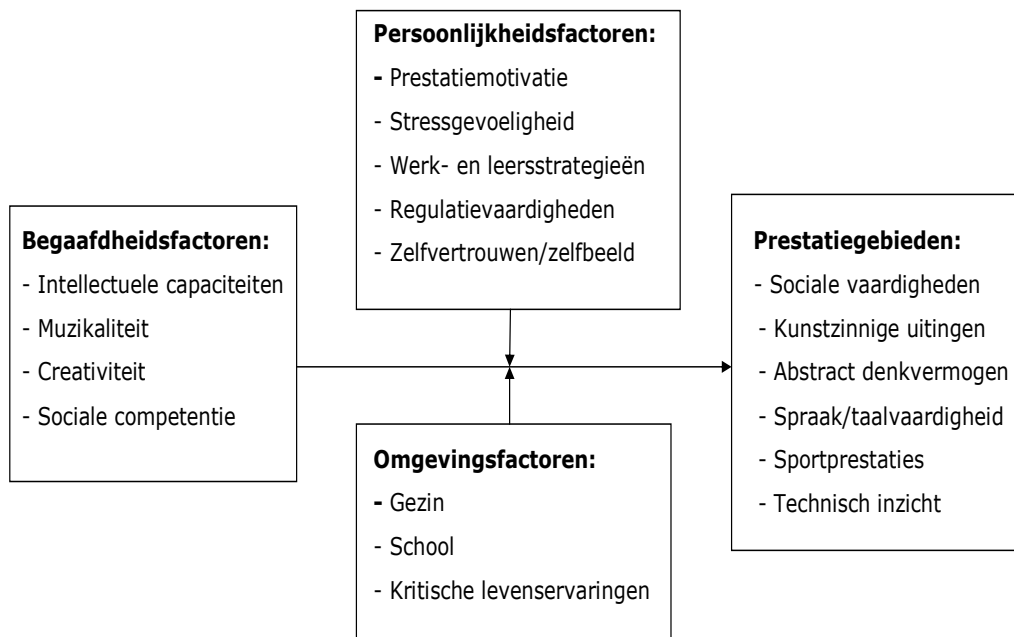 Persoonlijkheidsfactoren:
- Prestatiemotivatie
- Stressgevoeligheid
- Werk- en leersstrategieën
- Regulatievaardigheden
- Zelfvertrouwen/zelfbeeld
Begaafdheidsfactoren:
- Intellectuele capaciteiten
- Muzikaliteit
- Creativiteit
- Sociale competentie
Prestatiegebieden:
- Sociale vaardigheden
- Kunstzinnige uitingen
- Abstract denkvermogen
- Spraak/taalvaardigheid
- Sportprestaties
- Technisch inzicht
Omgevingsfactoren:
- Gezin
- School
- Kritische levenservaringen